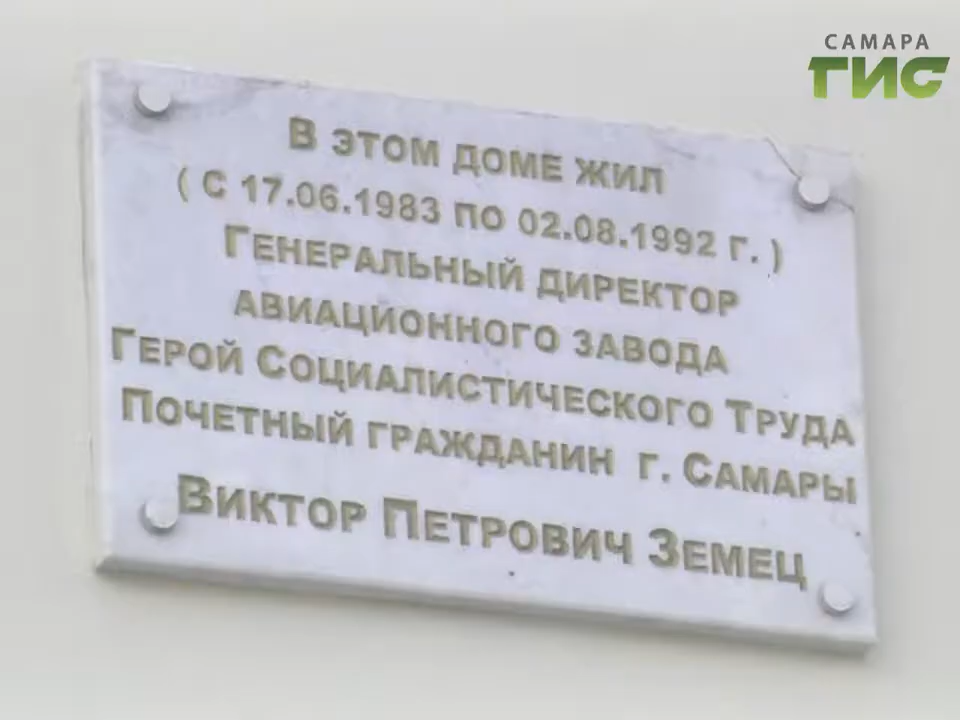 САМАРА
ГИС
В ЭТОМ ДОМЕ ЖИЛ
( С 17.06.1983 ПО 02.08.1992 Г. )
ГЕНЕРАЛЬНЫЙ ДИРЕКТОР
АВИАЦИОННОГО ЗАВОДА
ГЕРОЙ СОЦИАЛИСТИЧЕСКОГО ТРУДА
ПОЧЕТНЫЙ ГРАЖДАНИН Г. САМАРЫ
ВИКТОР ПЕТРОВИЧ ЗЕМЕЦ